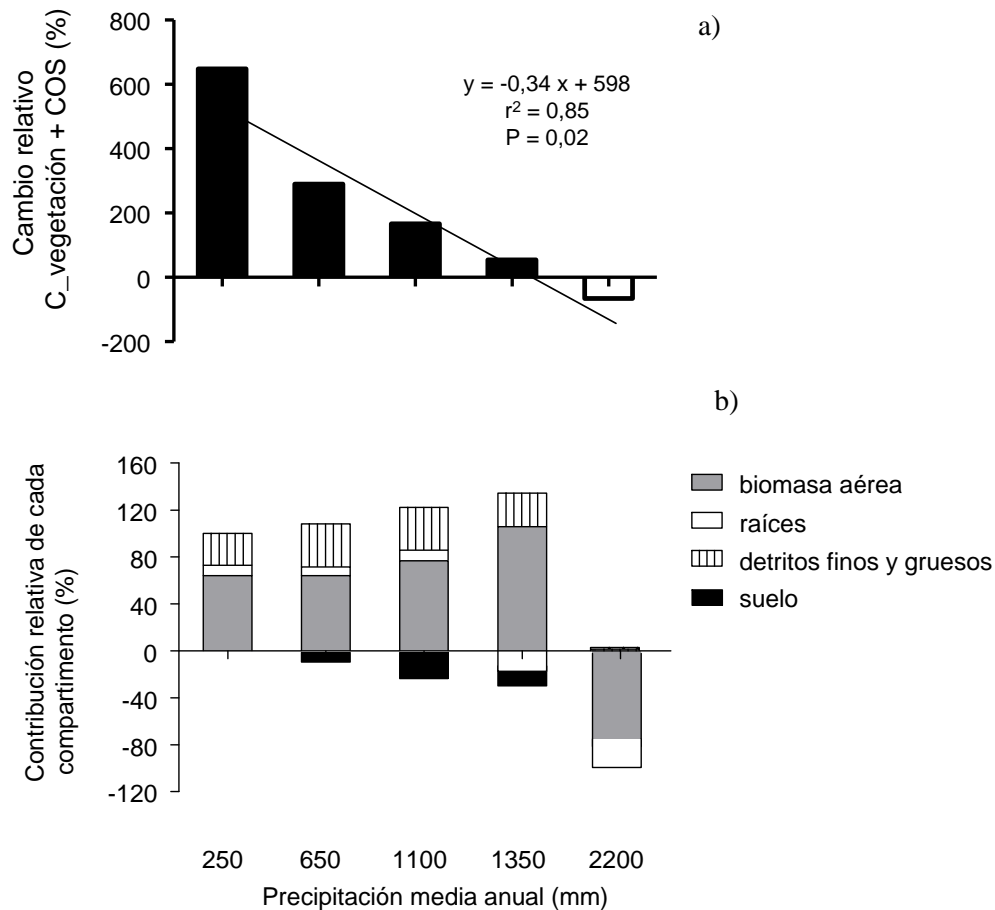 a)
Cambio relativo
C_vegetación + COS (%)
800
600
400
200
0
-200
y = -0,34 x + 598
r² = 0,85
P = 0,02
b)
Contribución relativa de cada
compartimento (%)
160
120
80
40
0
-40
-80
-120
biomasa aérea
raíces
detritos finos y gruesos
suelo
250 650 1100 1350 2200
Precipitación media anual (mm)